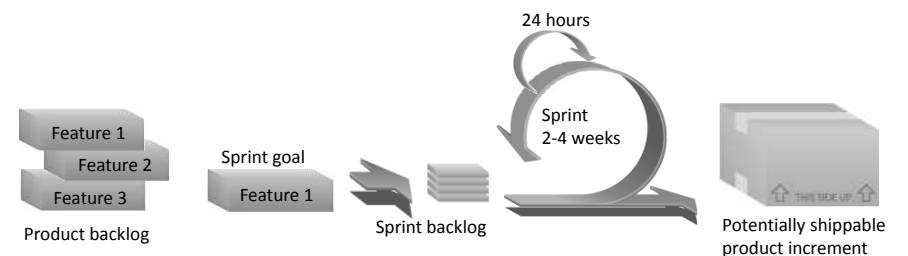 24 hours
Sprint
2-4 weeks
Feature 1
Feature 2
Feature 3
Product backlog
Sprint goal
Feature 1
Sprint backlog
THIS SIDE UP
Potentially shippable
product increment